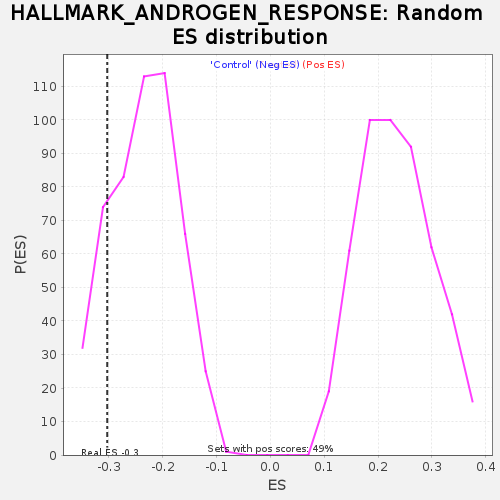 HALLMARK_ANDROGEN_RESPONSE: Random
ES distribution
'Control' (Neg ES) (Pos ES)
110
100
90
80
70
60
50
40
30
20
10
0
P(ES)
Real ES -0.3
Sets with pos scores: 49%
-0.3 -0.2 -0.1 0.0 0.1 0.2 0.3 0.4
ES